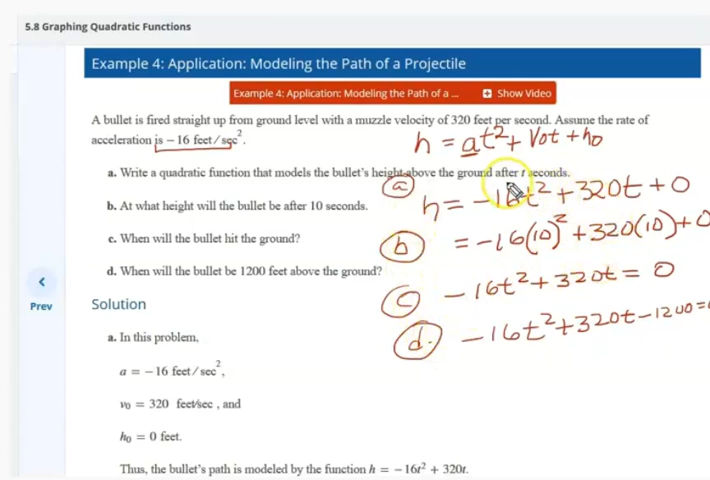 5.8 Graphing Quadratic Functions
Example 4: Application: Modeling the Path of a Projectile
Example 4: Application: Modeling the Path of a ... Show Video
A bullet is fired straight up from ground level with a muzzle velocity of 320 feet per second. Assume the rate of
acceleration is −16 feet/sec².
h = at² + V0t + h0
a. Write a quadratic function that models the bullet's height above the ground after t seconds.
(a)
h = −16t² + 320t + 0
b. At what height will the bullet be after 10 seconds.
(b) = −16(10)² + 320(10) + 0
c. When will the bullet hit the ground?
(c) −16t² + 320t = 0
d. When will the bullet be 1200 feet above the ground?
(d.) −16t² + 320t − 1200 =
Prev
Solution
a. In this problem,
a = −16 feet/sec²,
v₀ = 320 feet/sec, and
h₀ = 0 feet.
Thus, the bullet's path is modeled by the function h = −16t² + 320t.